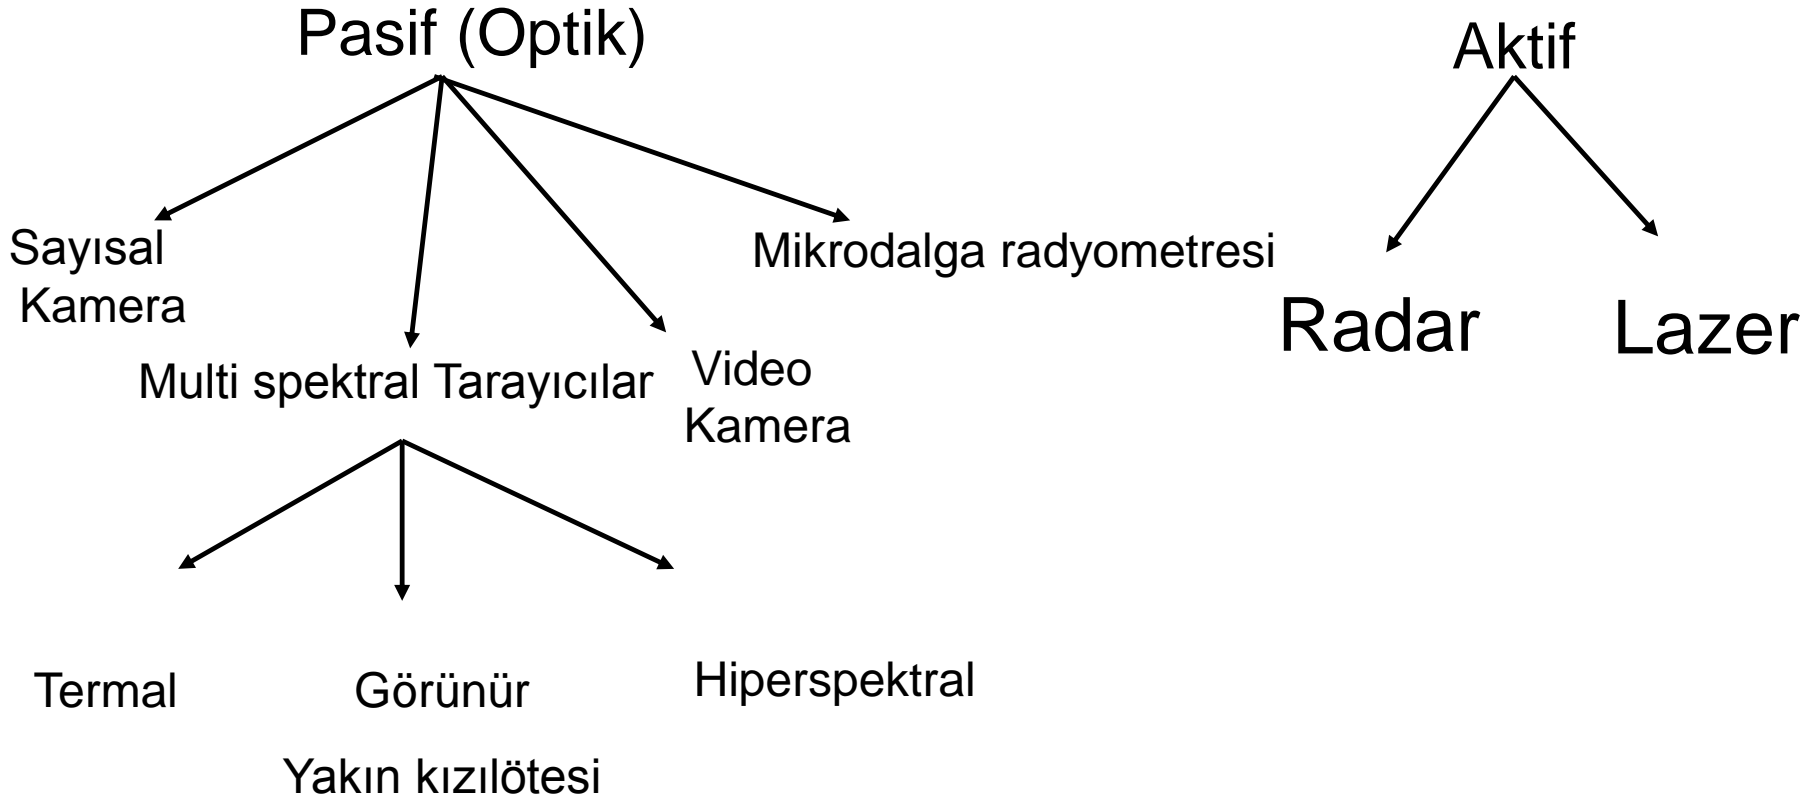 Pasif (Optik)
Aktif
Sayısal
Kamera
Mikrodalga radyometresi
Radar
Lazer
Multi spektral Tarayıcılar
Video
Kamera
Termal
Görünür
Hiperspektral
Yakın kızılötesi